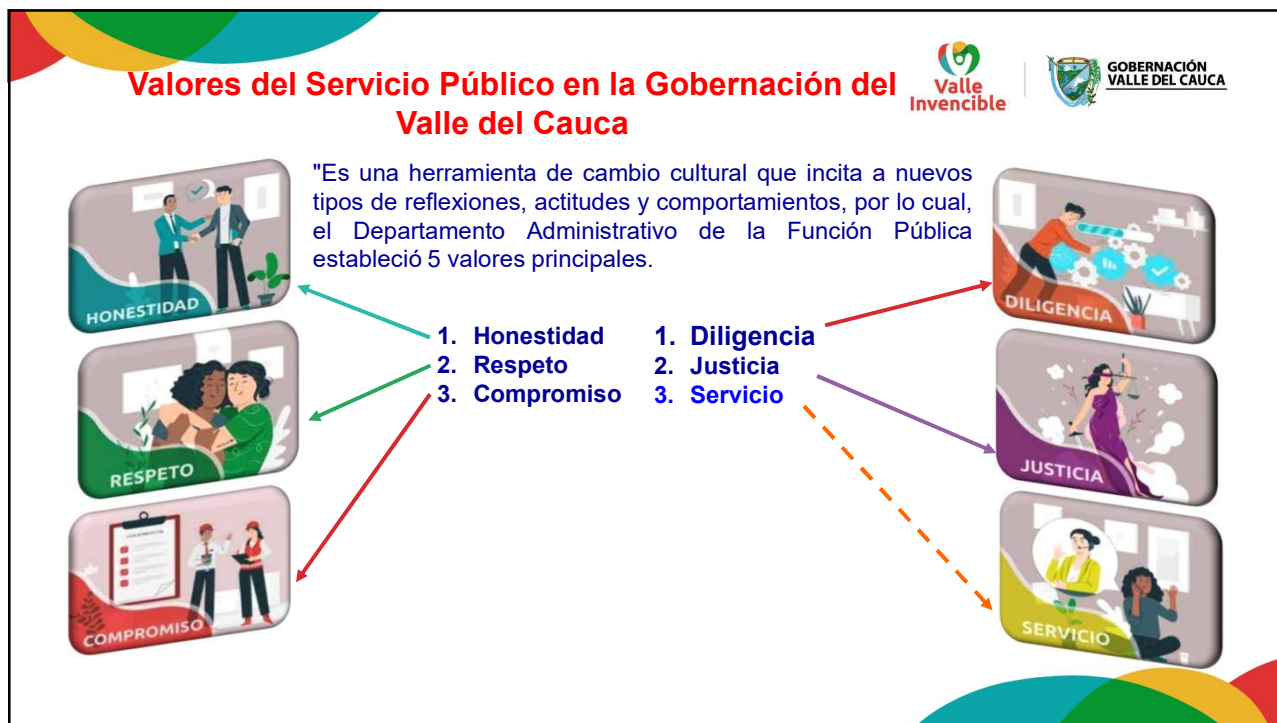 Valores del Servicio Público en la Gobernación del
Valle del Cauca
Valle
Invencible
GOBERNACIÓN
VALLE DEL CAUCA
"Es una herramienta de cambio cultural que incita a nuevos
tipos de reflexiones, actitudes y comportamientos, por lo cual,
el Departamento Administrativo de la Función Pública
estableció 5 valores principales.
HONESTIDAD
RESPETO
COMPROMISO
1. Honestidad
2. Respeto
3. Compromiso
1. Diligencia
2. Justicia
3. Servicio
DILIGENCIA
JUSTICIA
SERVICIO